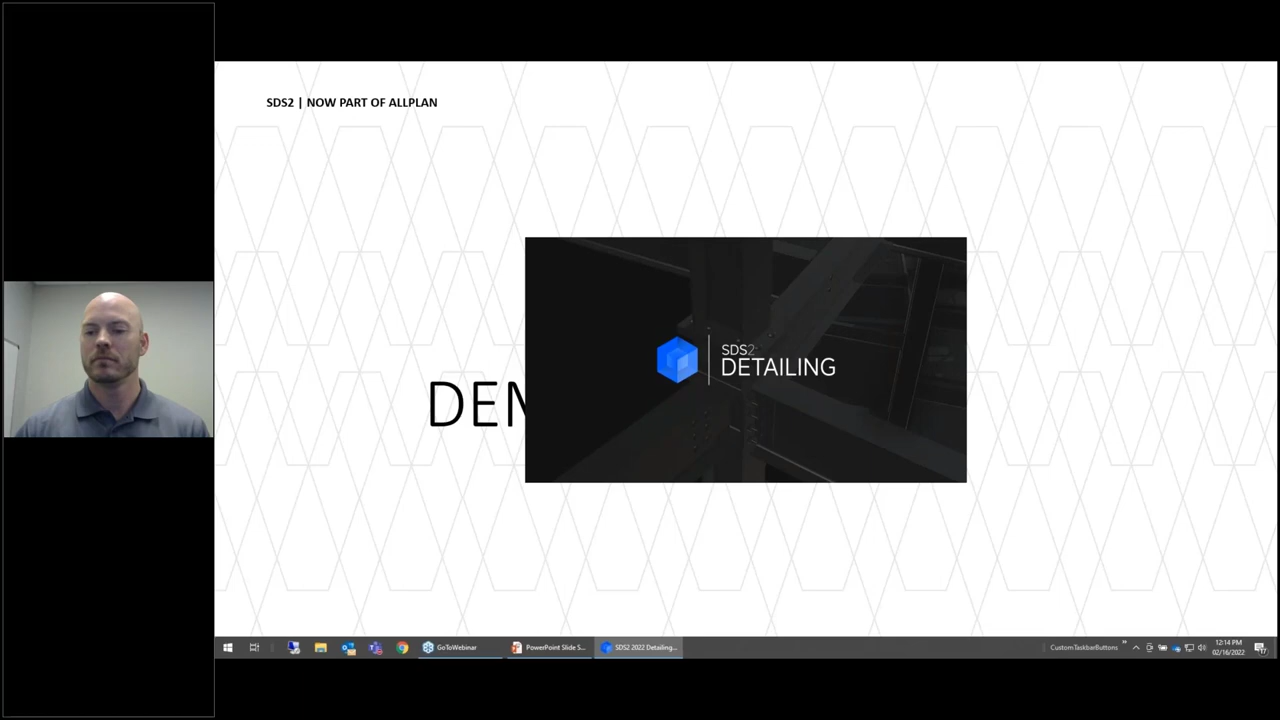 SDS2 | NOW PART OF ALLPLAN
SDS2
DETAILING
DEM
GoToWebinar
PowerPoint Slide S...
SDS2 2022 Detailing...
CustomTaskbarButtons
12:14 PM
02/16/2022